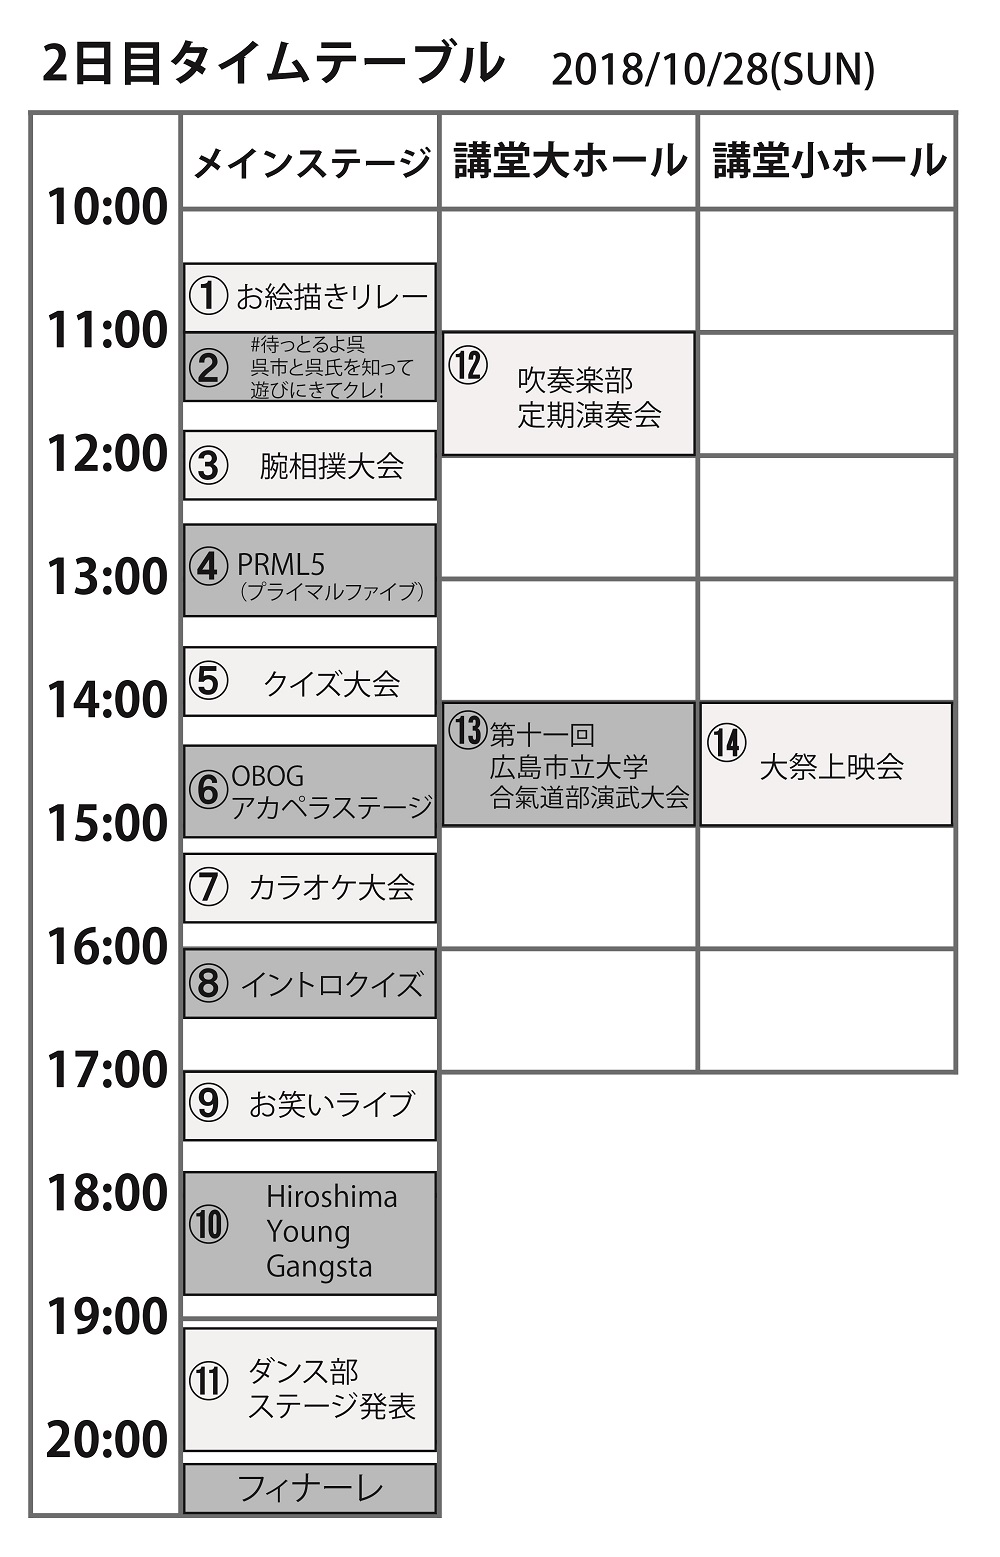 2日目タイムテーブル 2018/10/28(SUN)
メインステージ 講堂大ホール 講堂小ホール
10:00
① お絵描きリレー
11:00
② #待っとるよ呉
呉市と呉氏を知って
遊びにきてクレ!
⑫ 吹奏楽部
定期演奏会
12:00
③ 腕相撲大会
13:00
④ PRML5
(プライマルファイブ)
⑤ クイズ大会
14:00
⑬ 第十一回
広島市立大学
合氣道部演武大会
⑭ 大祭上映会
⑥ OBOG
アカペラステージ
15:00
⑦ カラオケ大会
16:00
⑧ イントロクイズ
17:00
⑨ お笑いライブ
18:00
⑩ Hiroshima
Young
Gangsta
19:00
⑪ ダンス部
ステージ発表
20:00
フィナーレ